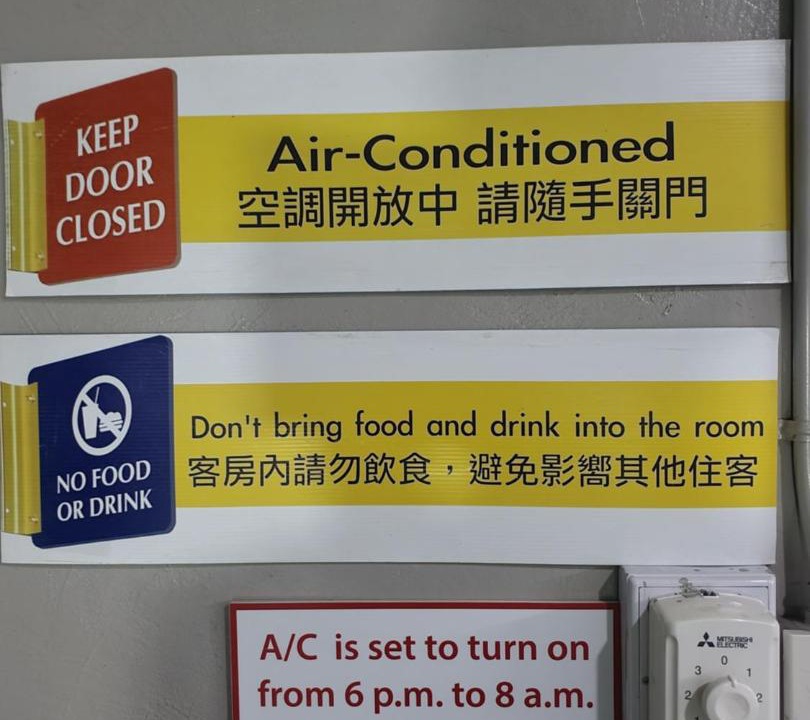 KEEP
DOOR
CLOSED
Air-Conditioned
空調開放中 請隨手關門
NO FOOD
OR DRINK
Don't bring food and drink into the room
客房內請勿飲食，避免影嚮其他住客
A/C is set to turn on
from 6 p.m. to 8 a.m.
MITSUBISHI
ELECTRIC
3 0 1
2 2